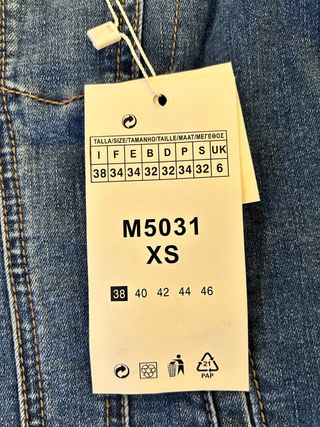 TALLA/SIZE/TAMANHO/TAILLE/MAAT/ΜΕΓΕΘΟΣ
I F E B D P S UK
38 34 34 32 32 34 32 6
M5031
XS
38 40 42 44 46
21
PAP